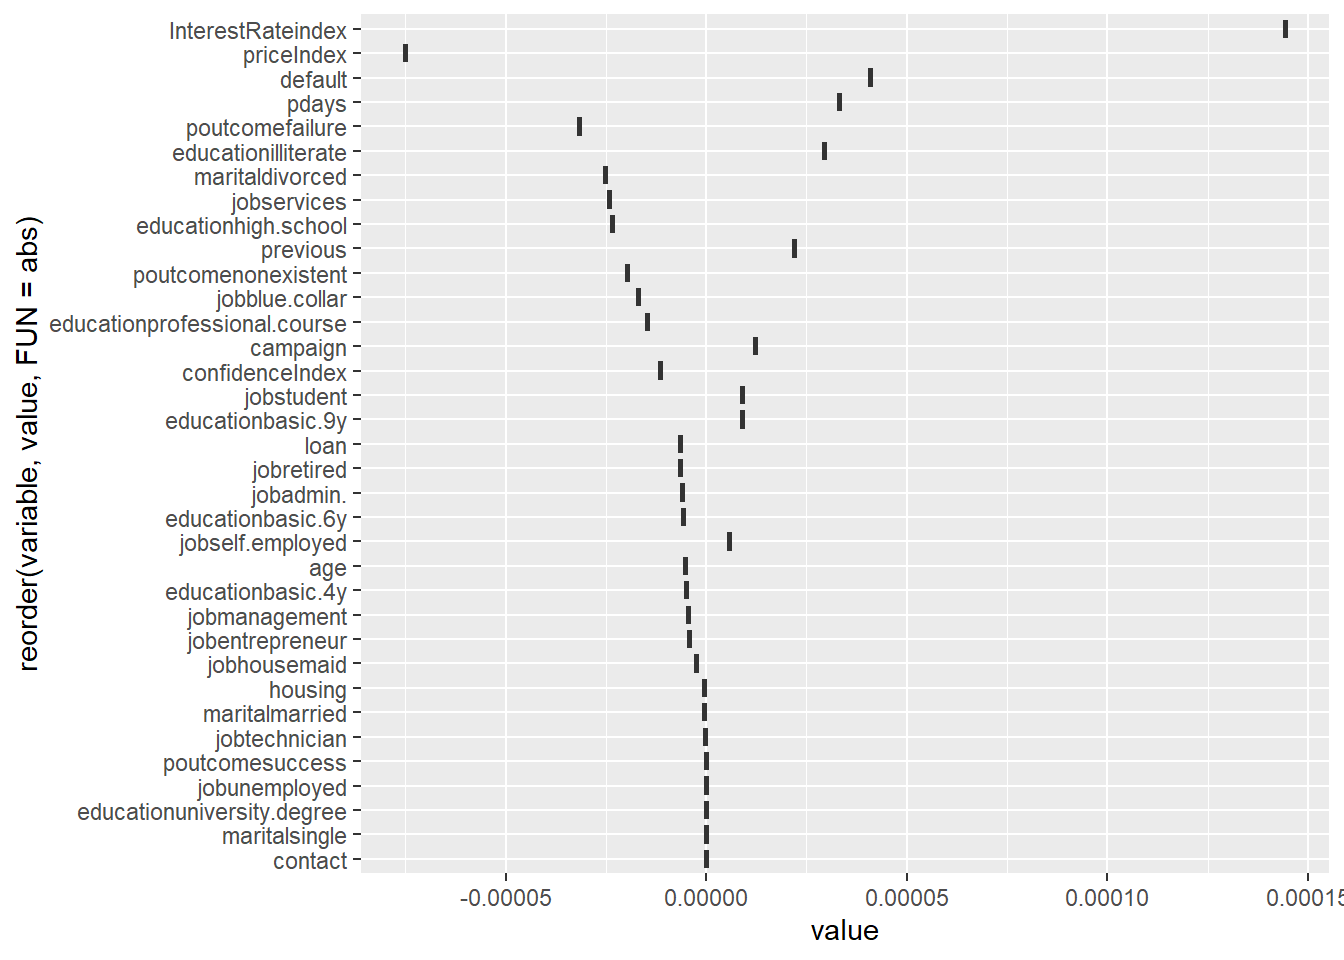 InterestRateindex
priceIndex
default
pdays
poutcomefailure
educationilliterate
maritaldivorced
jobservices
educationhigh.school
previous
poutcomenonexistent
jobblue.collar
educationprofessional.course
campaign
confidenceIndex
jobstudent
educationbasic.9y
loan
jobretired
jobadmin.
educationbasic.6y
jobself.employed
age
educationbasic.4y
jobmanagement
jobentrepreneur
jobhousemaid
housing
maritalmarried
jobtechnician
poutcomesuccess
jobunemployed
educationuniversity.degree
maritalsingle
contact
reorder(variable, value, FUN = abs)
-0.00005 0.00000 0.00005 0.00010 0.00015
value